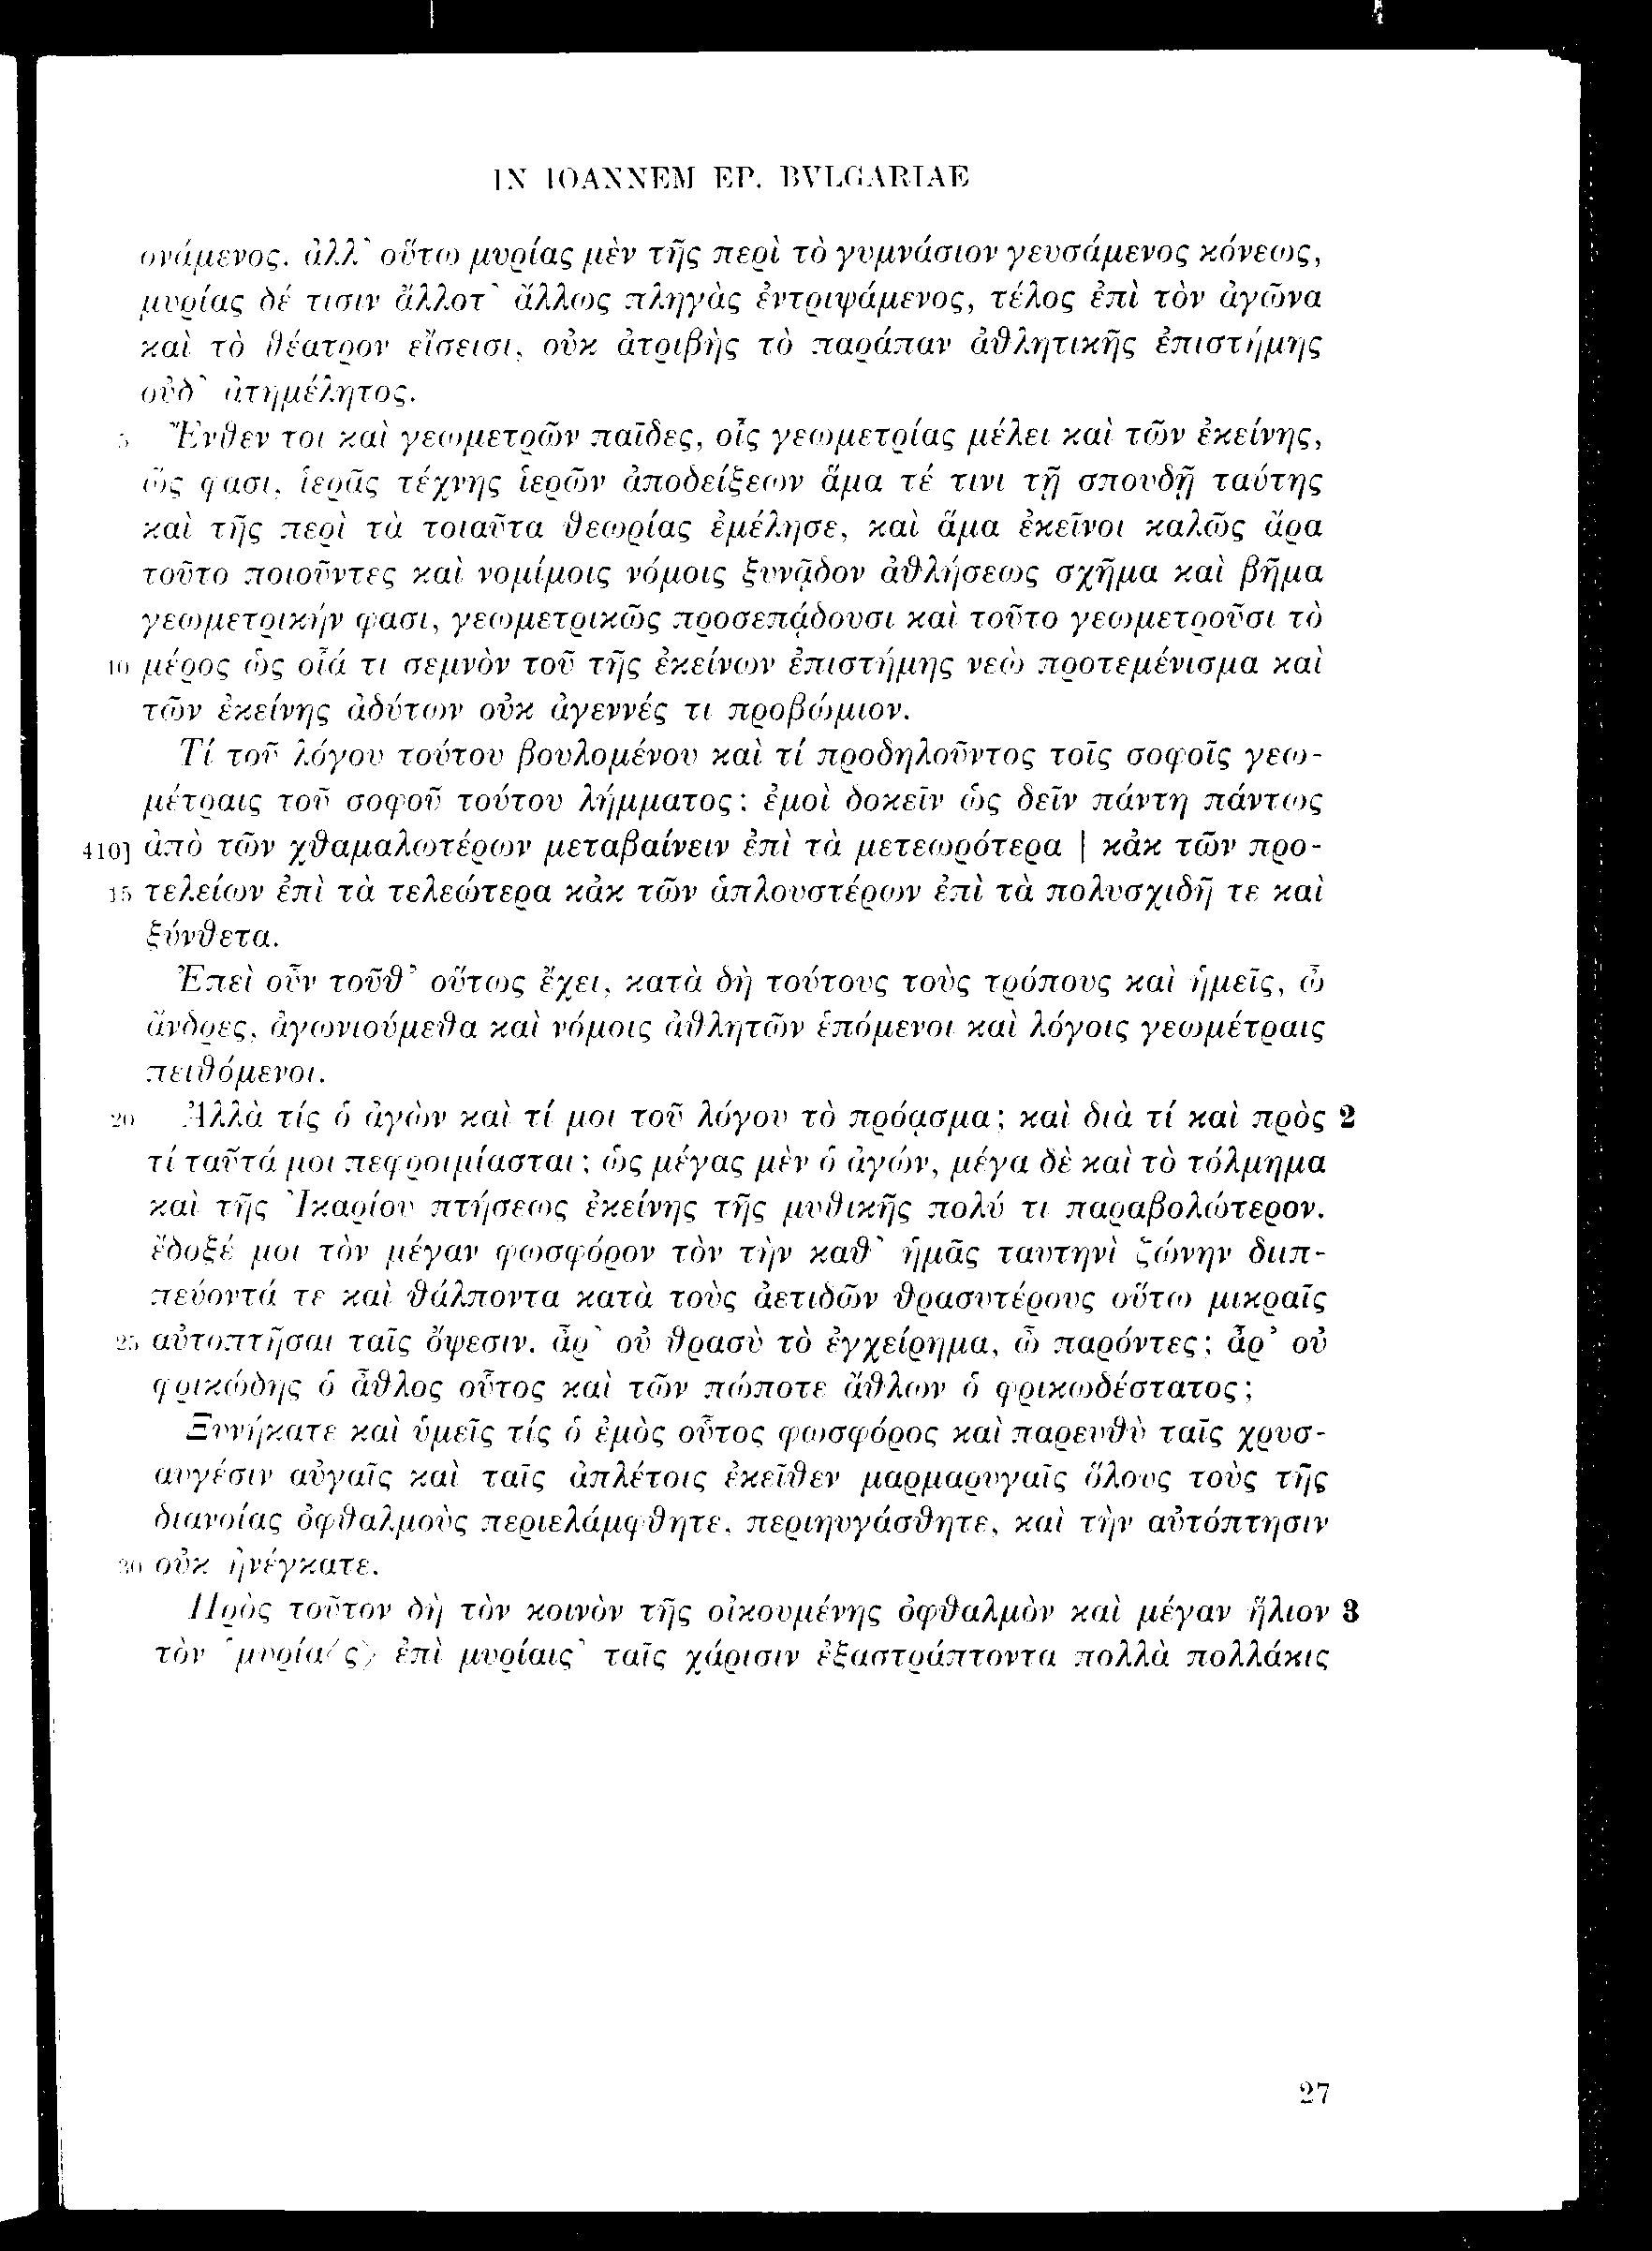 IN IOANNEM EP. BVLGARIAE
ωνάμενος. ἀλλ᾽ οὕτω μυρίας μὲν τῆς περὶ τὸ γυμνάσιον γευσάμενος κόνεως,
μυρίας δέ τισιν ἄλλοτ᾽ ἄλλως πληγὰς ἐντριψάμενος, τέλος ἐπὶ τὸν ἀγῶνα
καὶ τὸ θέατρον εἴσεισι, οὐκ ἀτριβὴς τὸ παράπαν ἀθλητικῆς ἐπιστήμης
οὐδ᾽ ἀτημέλητος.
5 Ἔνθεν τοι καὶ γεωμετρῶν παῖδες, οἷς γεωμετρίας μέλει καὶ τῶν ἐκείνης,
ὥς φασι, ἱερᾶς τέχνης ἱερῶν ἀποδείξεων ἅμα τέ τινι τῇ σπουδῇ ταύτης
καὶ τῆς περὶ τὰ τοιαῦτα θεωρίας ἐμέλησε, καὶ ἅμα ἐκεῖνοι καλῶς ἄρα
τοῦτο ποιοῦντες καὶ νομίμοις νόμοις ξυνᾷδον ἀθλήσεως σχῆμα καὶ βῆμα
γεωμετρικήν φασι, γεωμετρικῶς προσεπᾴδουσι καὶ τοῦτο γεωμετροῦσι τὸ
10 μέρος ὡς οἷά τι σεμνὸν τοῦ τῆς ἐκείνων ἐπιστήμης νεὼ προτεμένισμα καὶ
τῶν ἐκείνης ἀδύτων οὐκ ἀγεννές τι προβώμιον.
Τί τοῦ λόγου τούτου βουλομένου καὶ τί προδηλοῦντος τοῖς σοφοῖς γεω-
μέτραις τοῦ σοφοῦ τούτου λήμματος; ἐμοὶ δοκεῖν ὡς δεῖν πάντη πάντως
410] ἀπὸ τῶν χθαμαλωτέρων μεταβαίνειν ἐπὶ τὰ μετεωρότερα | κἀκ τῶν προ-
15 τελείων ἐπὶ τὰ τελεώτερα κἀκ τῶν ἁπλουστέρων ἐπὶ τὰ πολυσχιδῆ τε καὶ
ξύνθετα.
Ἐπεὶ οὖν τοῦθ᾽ οὕτως ἔχει, κατὰ δὴ τούτους τοὺς τρόπους καὶ ἡμεῖς, ὦ
ἄνδρες, ἀγωνιούμεθα καὶ νόμοις ἀθλητῶν ἑπόμενοι καὶ λόγοις γεωμέτραις
πειθόμενοι.
20 Ἀλλὰ τίς ὁ ἀγὼν καὶ τί μοι τοῦ λόγου τὸ πρόᾳσμα; καὶ διὰ τί καὶ πρὸς 2
τί ταῦτά μοι πεφροιμίασται; ὡς μέγας μὲν ὁ ἀγών, μέγα δὲ καὶ τὸ τόλμημα
καὶ τῆς Ἰκαρίου πτήσεως ἐκείνης τῆς μυθικῆς πολύ τι παραβολώτερον.
ἔδοξέ μοι τὸν μέγαν φωσφόρον τὸν τὴν καθ᾽ ἡμᾶς ταυτηνὶ ζώνην διιπ-
πεύοντά τε καὶ θάλποντα κατὰ τοὺς ἀετιδῶν θρασυτέρους οὕτω μικραῖς
25 αὐτοπτῆσαι ταῖς ὄψεσιν. ἆρ᾽ οὐ θρασὺ τὸ ἐγχείρημα, ὦ παρόντες; ἆρ᾽ οὐ
φρικώδης ὁ ἆθλος οὗτος καὶ τῶν πώποτε ἄθλων ὁ φρικωδέστατος;
Ξυνήκατε καὶ ὑμεῖς τίς ὁ ἐμὸς οὗτος φωσφόρος καὶ παρευθὺ ταῖς χρυσ-
αυγέσιν αὐγαῖς καὶ ταῖς ἀπλέτοις ἐκεῖθεν μαρμαρυγαῖς ὅλους τοὺς τῆς
διανοίας ὀφθαλμοὺς περιελάμφθητε, περιηυγάσθητε, καὶ τὴν αὐτόπτησιν
30 οὐκ ἠνέγκατε.
Πρὸς τοῦτον δὴ τὸν κοινὸν τῆς οἰκουμένης ὀφθαλμὸν καὶ μέγαν ἥλιον 3
τὸν ‘μυρία⟨ς⟩ ἐπὶ μυρίαις’ ταῖς χάρισιν ἐξαστράπτοντα πολλὰ πολλάκις
27